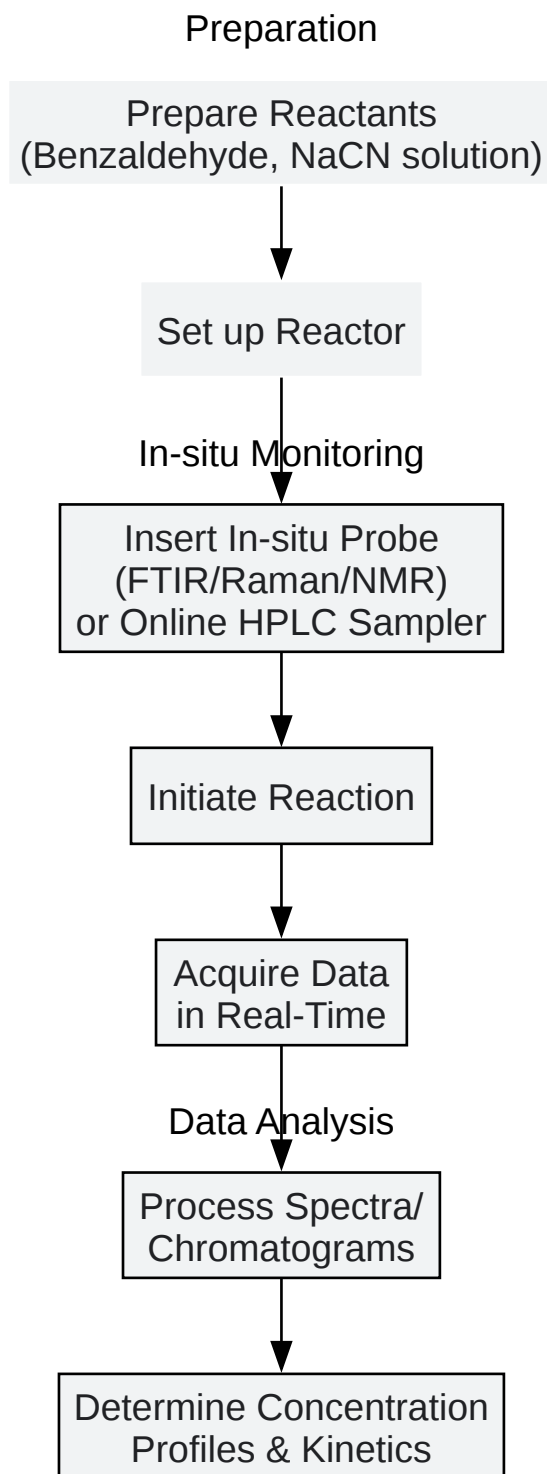 Preparation
Prepare Reactants
(Benzaldehyde, NaCN solution)
Set up Reactor
In-situ Monitoring
Insert In-situ Probe
(FTIR/Raman/NMR)
or Online HPLC Sampler
Initiate Reaction
Acquire Data
in Real-Time
Data Analysis
Process Spectra/
Chromatograms
Determine Concentration
Profiles & Kinetics